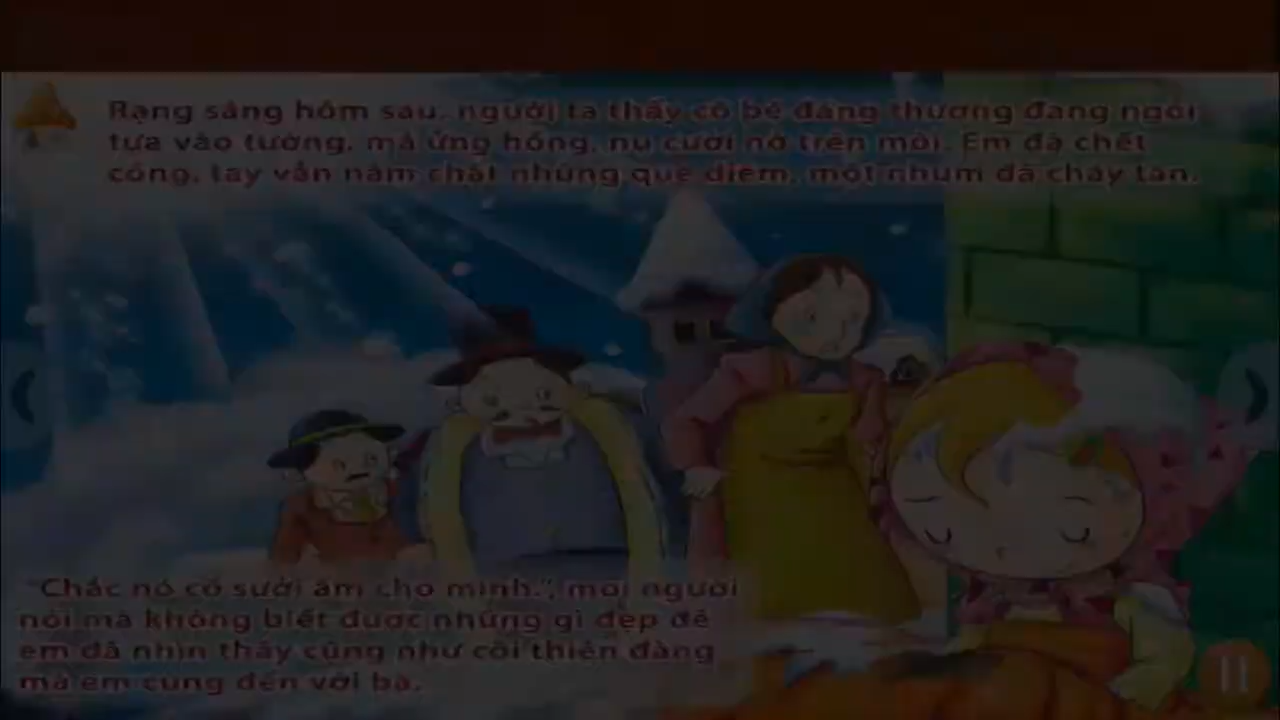 Rạng sáng hôm sau, người ta thấy cô bé đáng thương đang ngồi
tựa vào tường, má ửng hồng, nụ cười nở trên môi. Em đã chết
cóng, tay vẫn nắm chặt những que diêm, một nhúm đã cháy tàn.
"Chắc nó cố sưởi ấm cho mình.", mọi người
nói mà không biết được những gì đẹp đẽ
em đã nhìn thấy cũng như cõi thiên đàng
mà em cùng đến với bà.